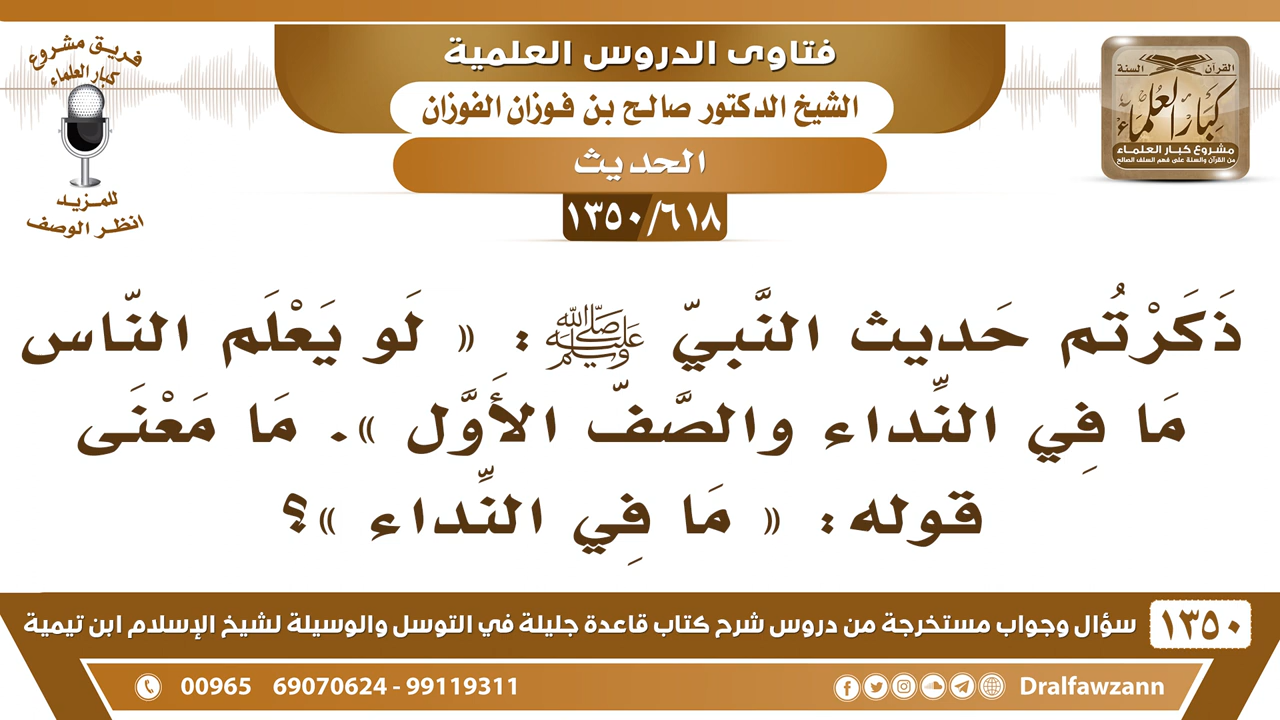 فتاوى الدروس العلمية
الشيخ الدكتور صالح بن فوزان الفوزان
الحديث
٦١٨/١٣٥٠
فريق مشروع
كبار العلماء
للمزيد
انظر الوصف
القرآن السنة
كبار العلماء
مشروع كبار العلماء
من القرآن والسنة على فهم السلف الصالح
ذَكَرْتُم حَديث النَّبيّ ﷺ : « لَو يَعْلَم النّاس
مَا فِي النِّداء والصَّفّ الأَوَّل ». مَا مَعْنَى
قوله: « مَا فِي النِّداء »؟
١٣٥٠ سؤال وجواب مستخرجة من دروس شرح كتاب قاعدة جليلة في التوسل والوسيلة لشيخ الإسلام ابن تيمية
00965 69070624 - 99119311
Dralfawzann